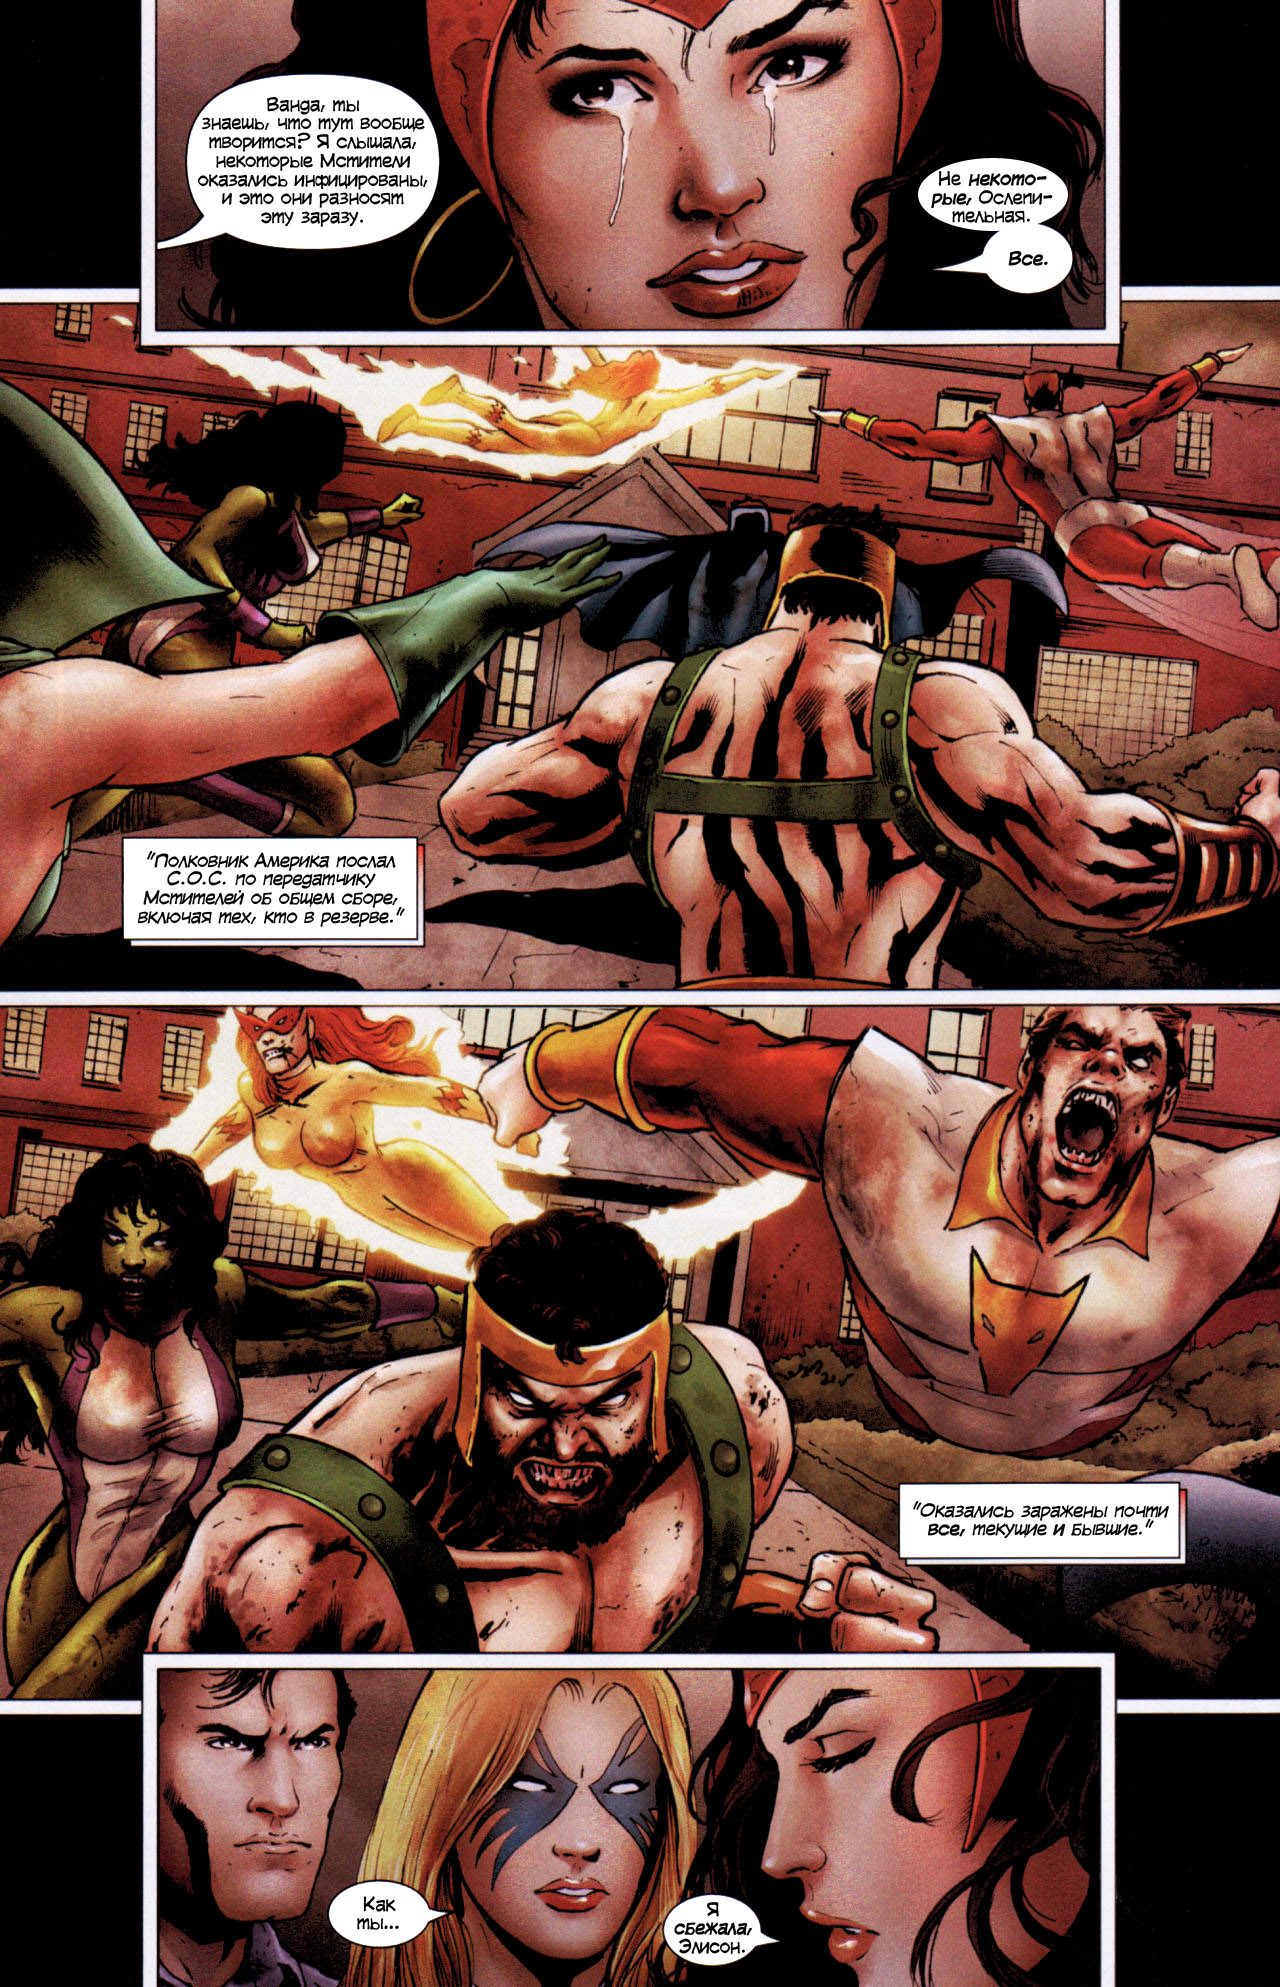 Ванда, ты
знаешь, что тут вообще
творится? Я слышала,
некоторые Мстители
оказались инфицированы,
и это они разносят
эту заразу.
Не некото-
рые, Ослепи-
тельная.
Все.
"Полковник Америка послал
С.О.С. по передатчику
Мстителей об общем сборе,
включая тех, кто в резерве."
"Оказались заражены почти
все, текущие и бывшие."
Как
ты...
Я
сбежала,
Элисон.